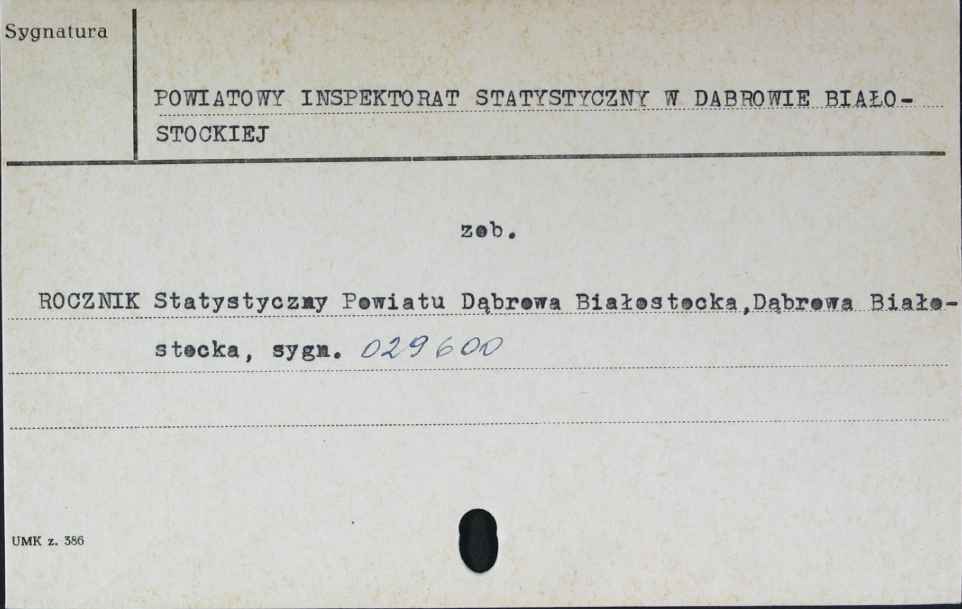 Sygnatura
POWIATOWY INSPEKTORAT STATYSTYCZNY W DABROWIE BIAŁO-
STOCKIEJ
zob.
ROCZNIK Statystyczny Powiatu Dąbrowa Białostocka,Dąbrowa Biało-
stocka, sygn. 029600
UMK z. 386